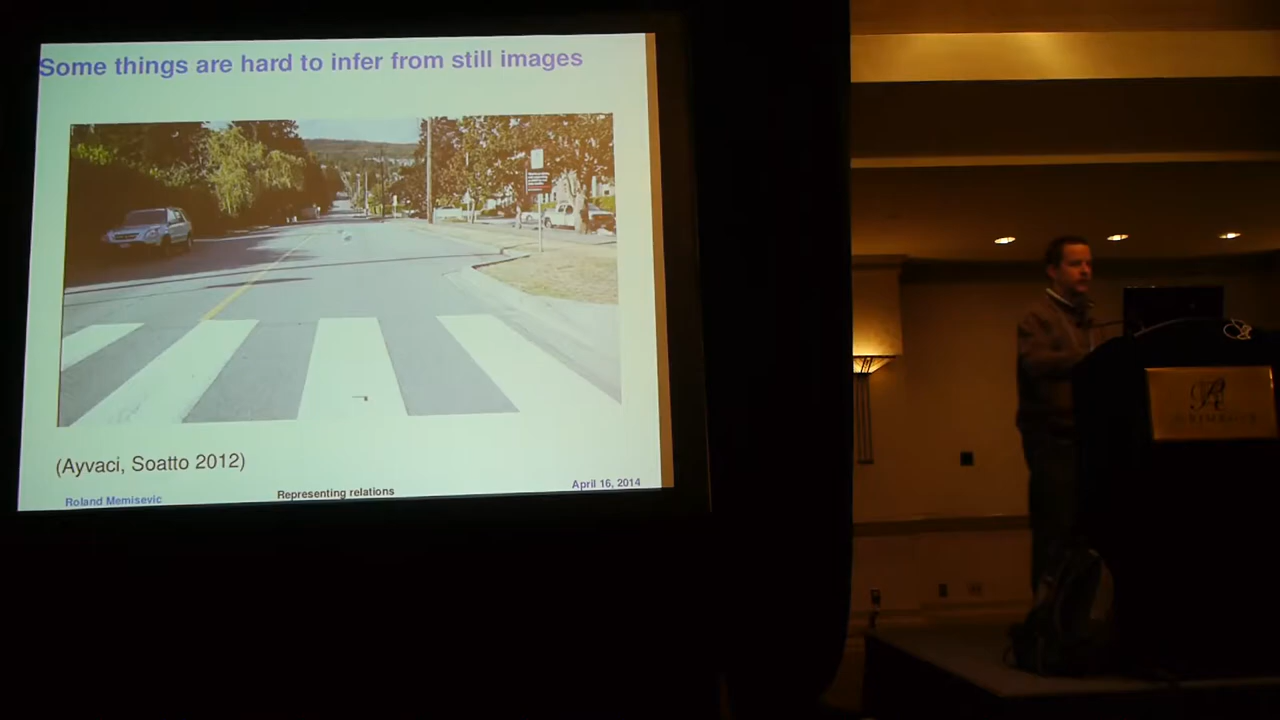 Some things are hard to infer from still images
(Ayvaci, Soatto 2012)
Roland Memisevic
Representing relations
April 16, 2014